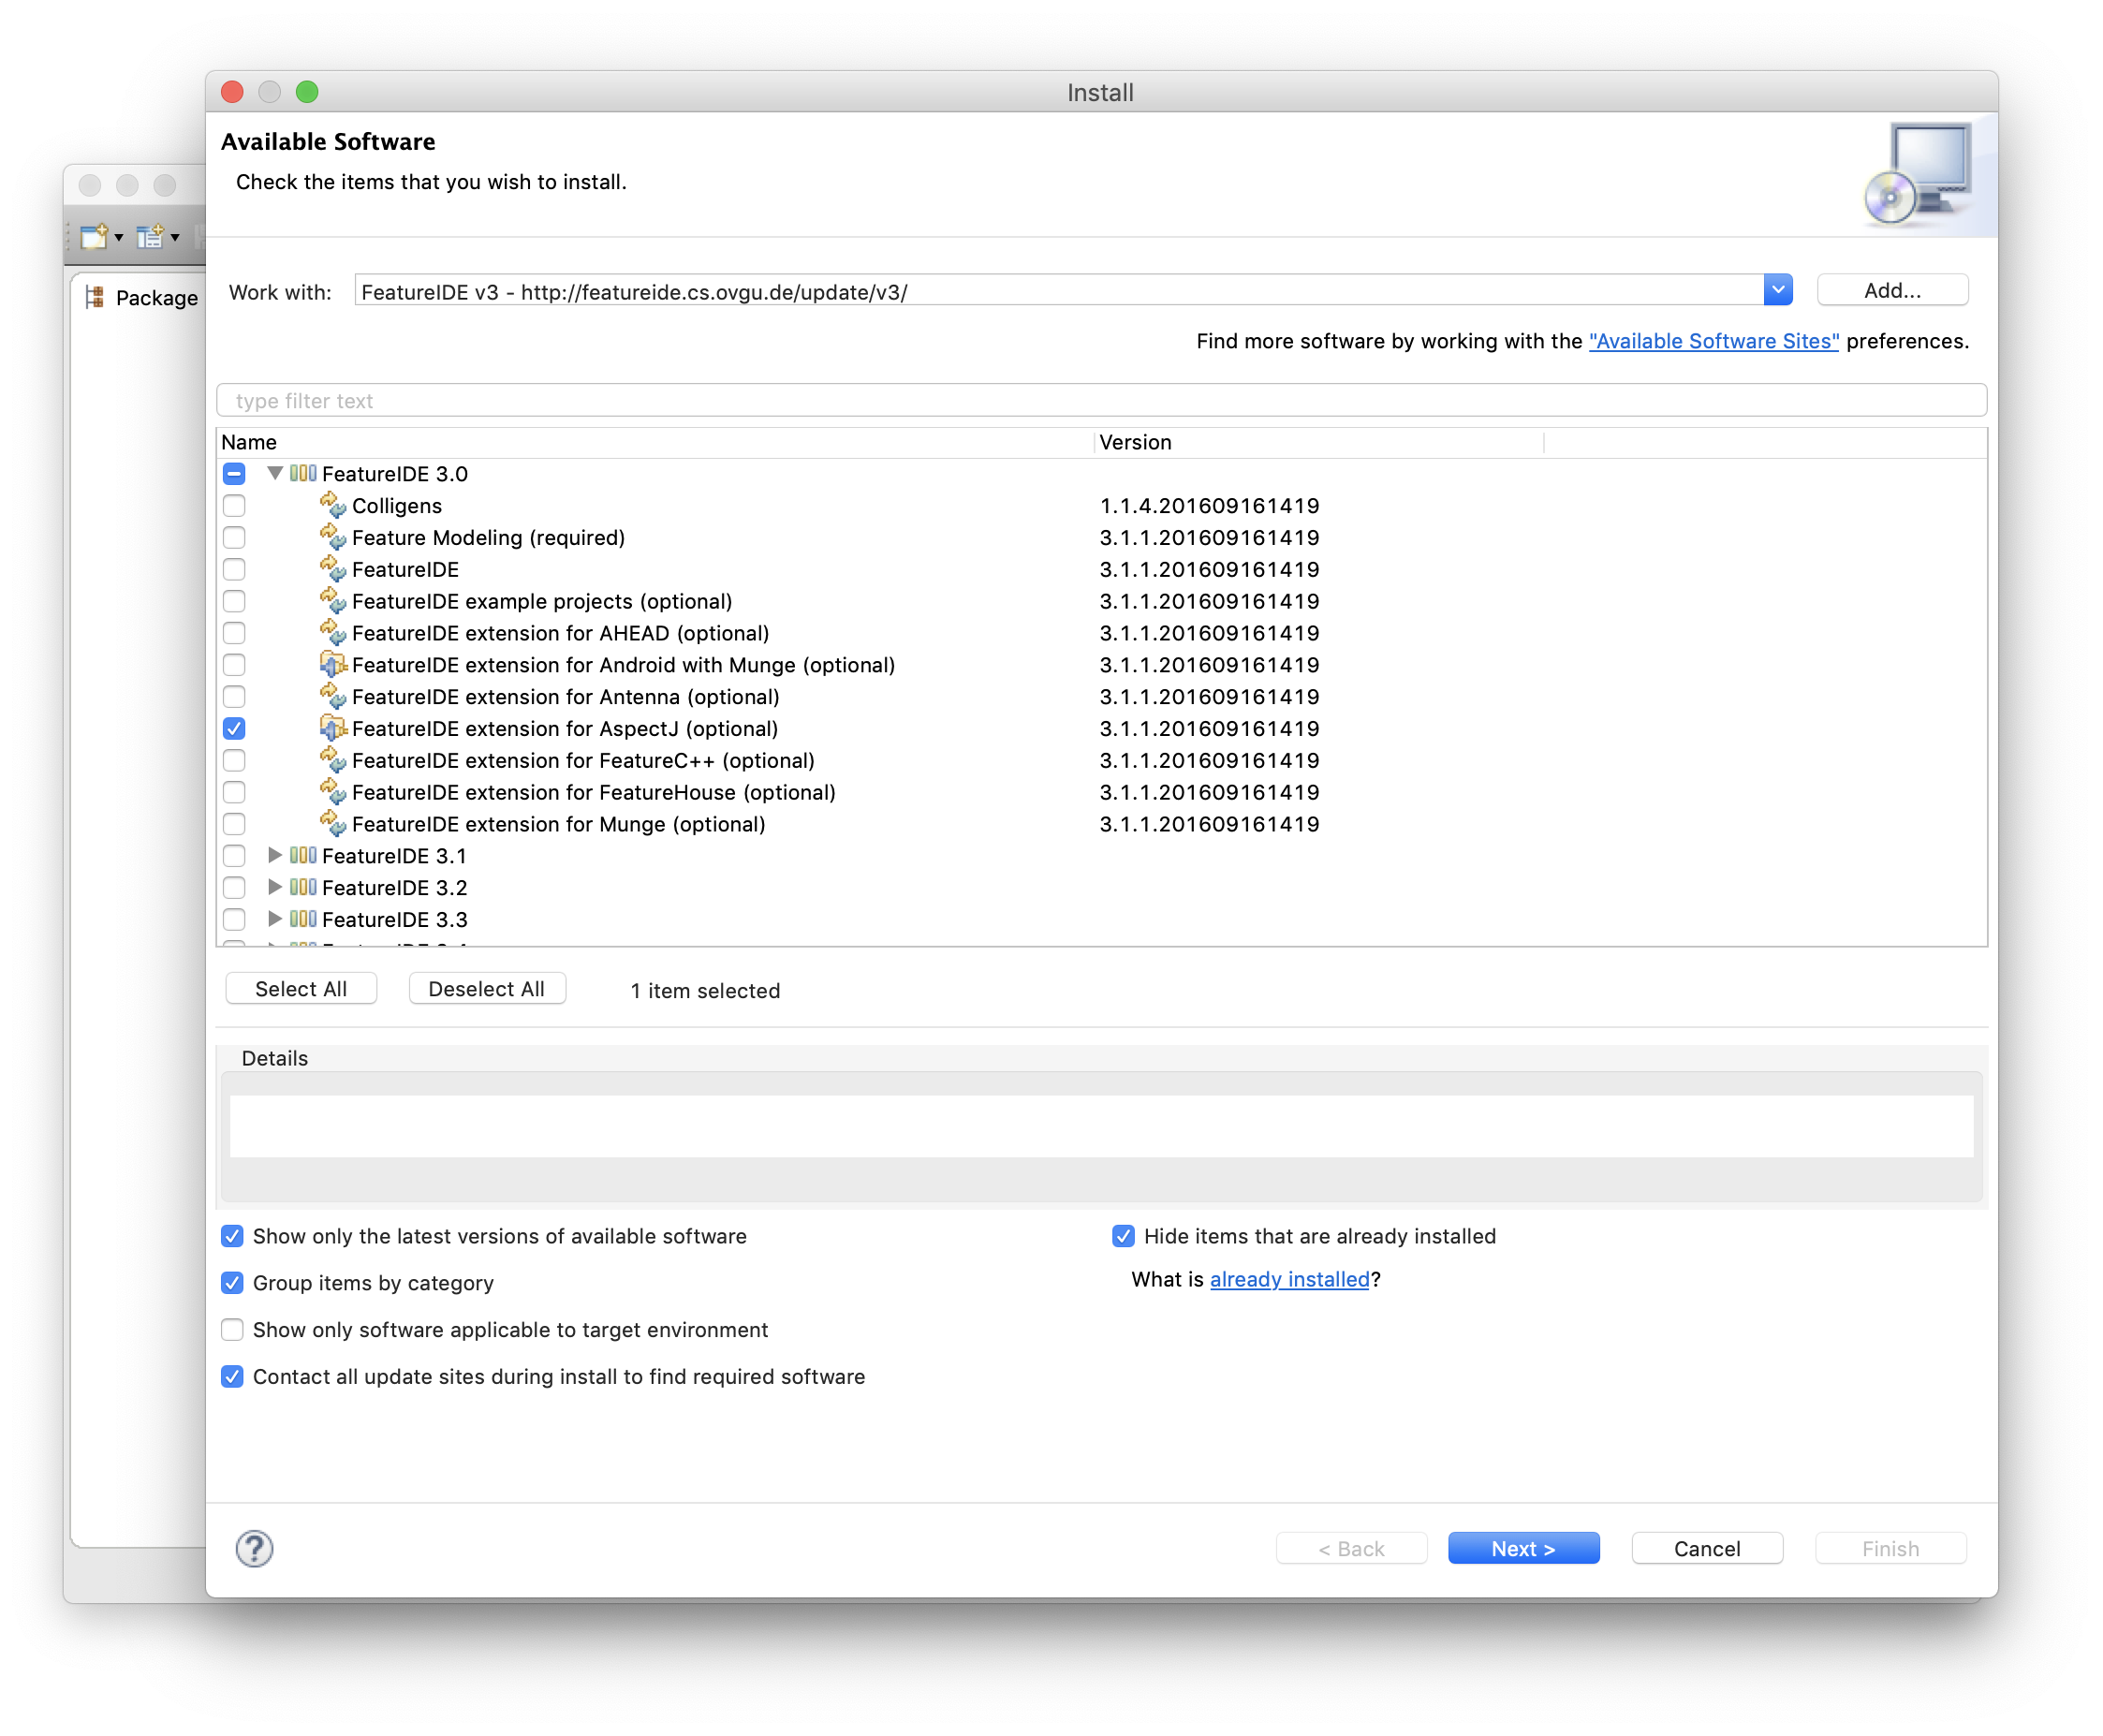 Install
Available Software
Check the items that you wish to install.
Package
Work with: FeatureIDE v3 - http://featureide.cs.ovgu.de/update/v3/ Add...
Find more software by working with the "Available Software Sites" preferences.
type filter text
Name Version
FeatureIDE 3.0
Colligens 1.1.4.201609161419
Feature Modeling (required) 3.1.1.201609161419
FeatureIDE 3.1.1.201609161419
FeatureIDE example projects (optional) 3.1.1.201609161419
FeatureIDE extension for AHEAD (optional) 3.1.1.201609161419
FeatureIDE extension for Android with Munge (optional) 3.1.1.201609161419
FeatureIDE extension for Antenna (optional) 3.1.1.201609161419
FeatureIDE extension for AspectJ (optional) 3.1.1.201609161419
FeatureIDE extension for FeatureC++ (optional) 3.1.1.201609161419
FeatureIDE extension for FeatureHouse (optional) 3.1.1.201609161419
FeatureIDE extension for Munge (optional) 3.1.1.201609161419
FeatureIDE 3.1
FeatureIDE 3.2
FeatureIDE 3.3
Select All Deselect All 1 item selected
Details
Show only the latest versions of available software Hide items that are already installed
Group items by category What is already installed?
Show only software applicable to target environment
Contact all update sites during install to find required software
? < Back Next > Cancel Finish